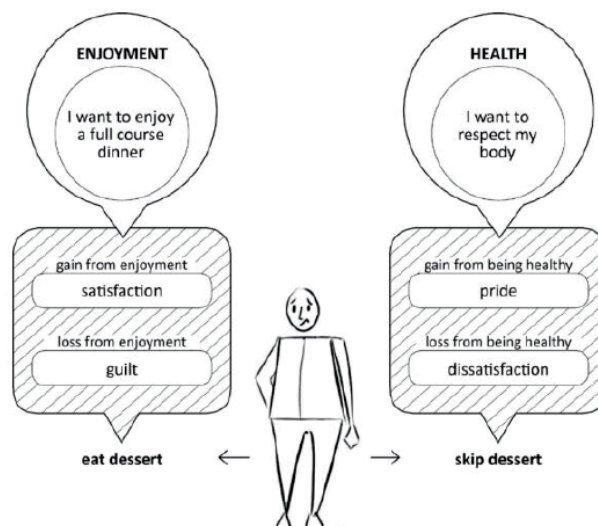 ENJOYMENT
I want to enjoy
a full course
dinner
gain from enjoyment
satisfaction
loss from enjoyment
guilt
eat dessert
HEALTH
I want to
respect my
body
gain from being healthy
pride
loss from being healthy
dissatisfaction
skip dessert